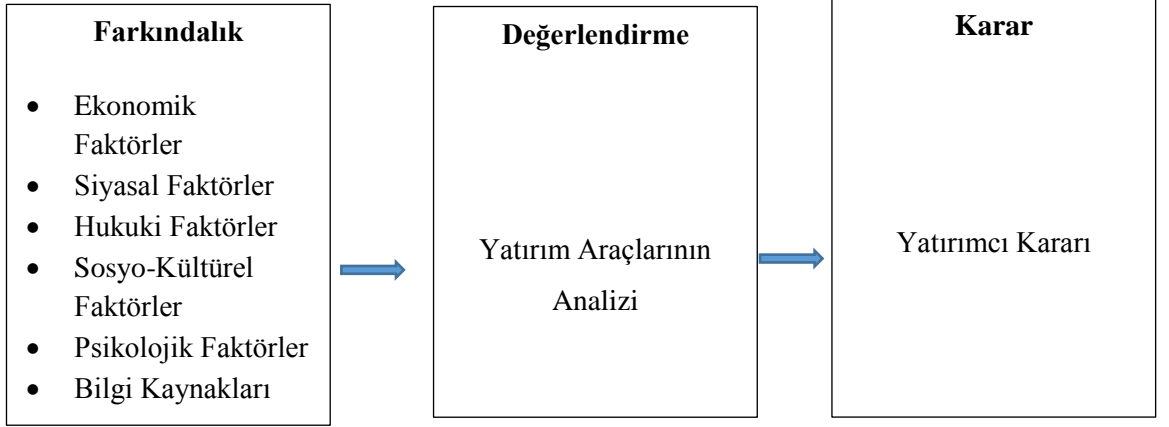 Farkındalık
• Ekonomik
Faktörler
• Siyasal Faktörler
• Hukuki Faktörler
• Sosyo-Kültürel
Faktörler
• Psikolojik Faktörler
• Bilgi Kaynakları
Değerlendirme
Yatırım Araçlarının
Analizi
Karar
Yatırımcı Kararı